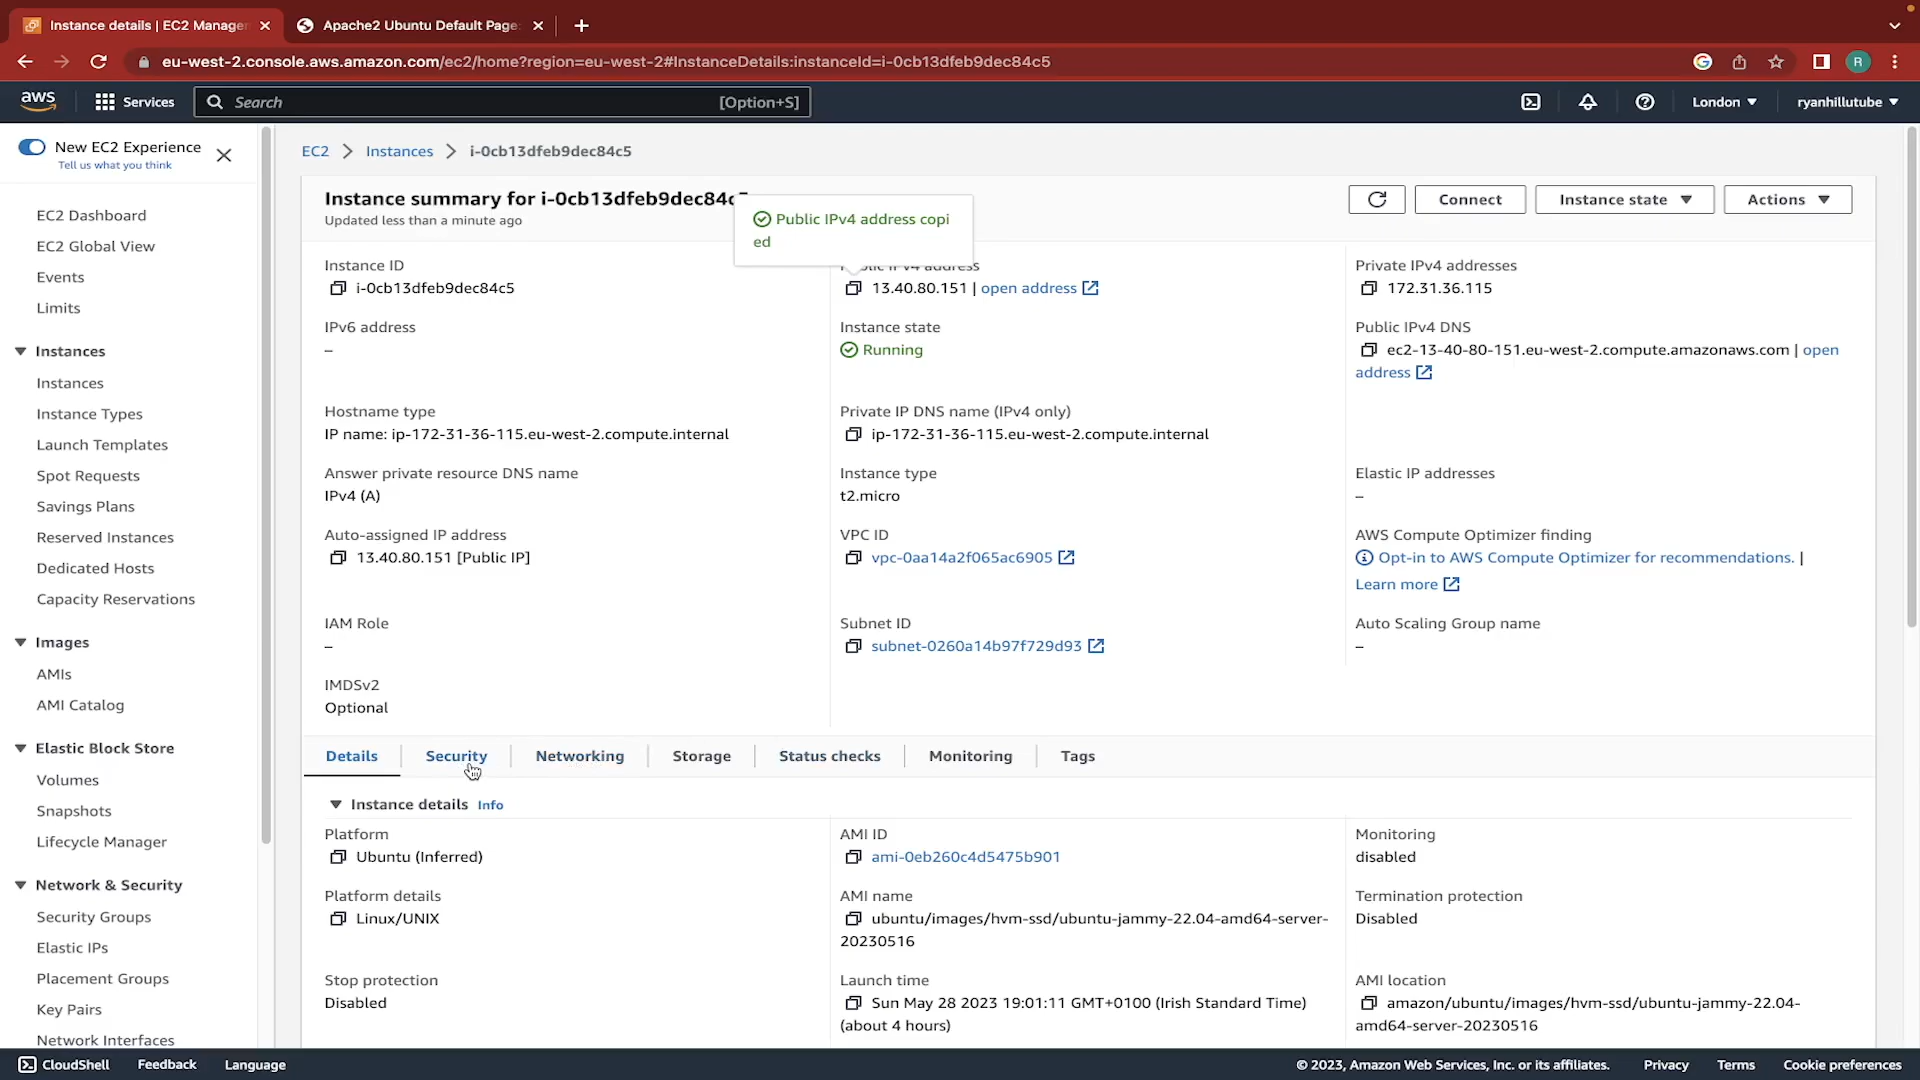 Instance details | EC2 Manage
Apache2 Ubuntu Default Page
eu-west-2.console.aws.amazon.com/ec2/home?region=eu-west-2#InstanceDetails:instanceId=i-0cb13dfeb9dec84c5
R
aws
Services
Search
[Option+S]
London
ryanhillutube
New EC2 Experience
Tell us what you think
EC2 Dashboard
EC2 Global View
Events
Limits
Instances
Instances
Instance Types
Launch Templates
Spot Requests
Savings Plans
Reserved Instances
Dedicated Hosts
Capacity Reservations
Images
AMIs
AMI Catalog
Elastic Block Store
Volumes
Snapshots
Lifecycle Manager
Network & Security
Security Groups
Elastic IPs
Placement Groups
Key Pairs
Network Interfaces
EC2 > Instances > i-0cb13dfeb9dec84c5
Instance summary for i-0cb13dfeb9dec84c
Updated less than a minute ago
Public IPv4 address copi
ed
Connect
Instance state
Actions
Instance ID
i-0cb13dfeb9dec84c5
Public IPv4 address
13.40.80.151 | open address
Private IPv4 addresses
172.31.36.115
IPv6 address
–
Instance state
Running
Public IPv4 DNS
ec2-13-40-80-151.eu-west-2.compute.amazonaws.com | open
address
Hostname type
IP name: ip-172-31-36-115.eu-west-2.compute.internal
Private IP DNS name (IPv4 only)
ip-172-31-36-115.eu-west-2.compute.internal
Answer private resource DNS name
IPv4 (A)
Instance type
t2.micro
Elastic IP addresses
–
Auto-assigned IP address
13.40.80.151 [Public IP]
VPC ID
vpc-0aa14a2f065ac6905
AWS Compute Optimizer finding
Opt-in to AWS Compute Optimizer for recommendations. |
Learn more
IAM Role
–
Subnet ID
subnet-0260a14b97f729d93
Auto Scaling Group name
–
IMDSv2
Optional
Details
Security
Networking
Storage
Status checks
Monitoring
Tags
Instance details Info
Platform
Ubuntu (Inferred)
AMI ID
ami-0eb260c4d5475b901
Monitoring
disabled
Platform details
Linux/UNIX
AMI name
ubuntu/images/hvm-ssd/ubuntu-jammy-22.04-amd64-server-
20230516
Termination protection
Disabled
Stop protection
Disabled
Launch time
Sun May 28 2023 19:01:11 GMT+0100 (Irish Standard Time)
(about 4 hours)
AMI location
amazon/ubuntu/images/hvm-ssd/ubuntu-jammy-22.04-
amd64-server-20230516
CloudShell
Feedback
Language
© 2023, Amazon Web Services, Inc. or its affiliates.
Privacy
Terms
Cookie preferences